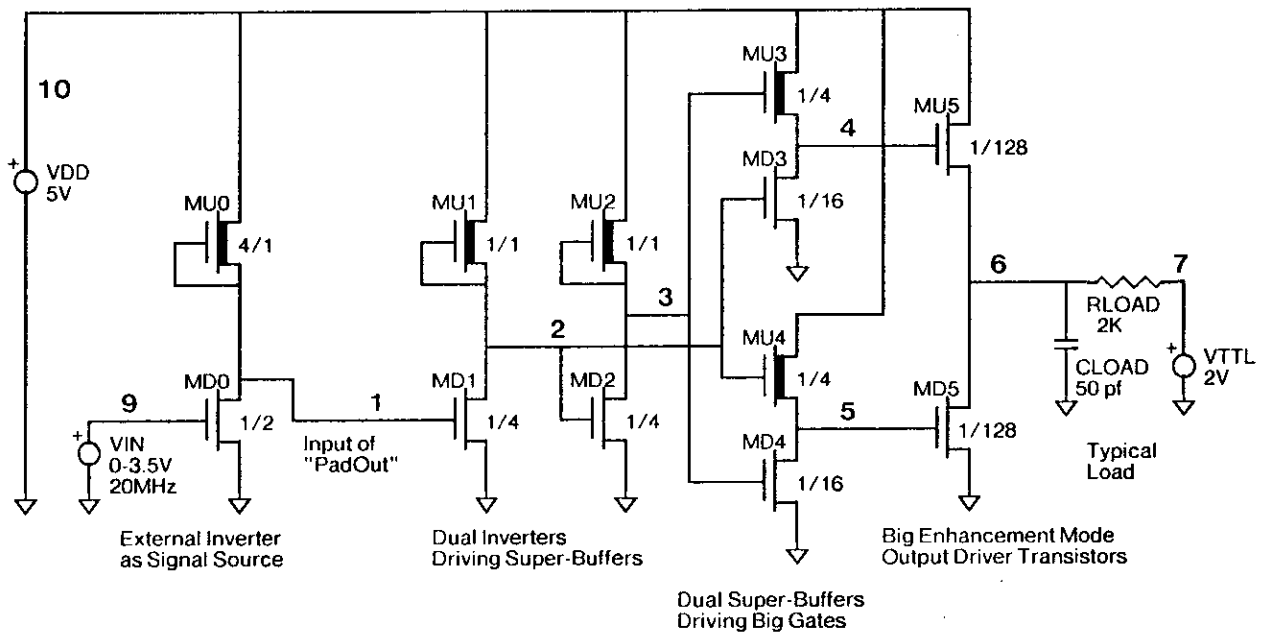 10
+
VDD
5V
MU0
4/1
MD0
1/2
9
+
VIN
0-3.5V
20MHz
1
Input of
"PadOut"
External Inverter
as Signal Source
MU1
1/1
MD1
1/4
2
MU2
1/1
MD2
1/4
3
Dual Inverters
Driving Super-Buffers
MU3
1/4
4
MD3
1/16
MU4
1/4
5
MD4
1/16
Dual Super-Buffers
Driving Big Gates
MU5
1/128
6
MD5
1/128
Big Enhancement Mode
Output Driver Transistors
7
RLOAD
2K
CLOAD
50 pf
+
VTTL
2V
Typical
Load